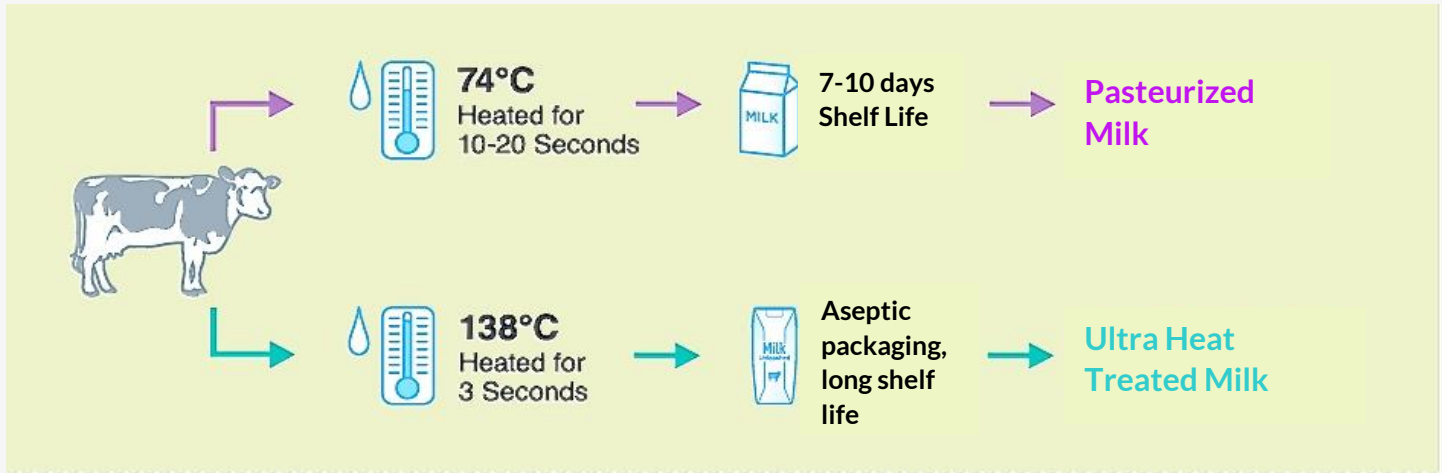 74°C
Heated for
10-20 Seconds
MILK
7-10 days
Shelf Life
Pasteurized
Milk
138°C
Heated for
3 Seconds
Milk
Aseptic
packaging,
long shelf
life
Ultra Heat
Treated Milk